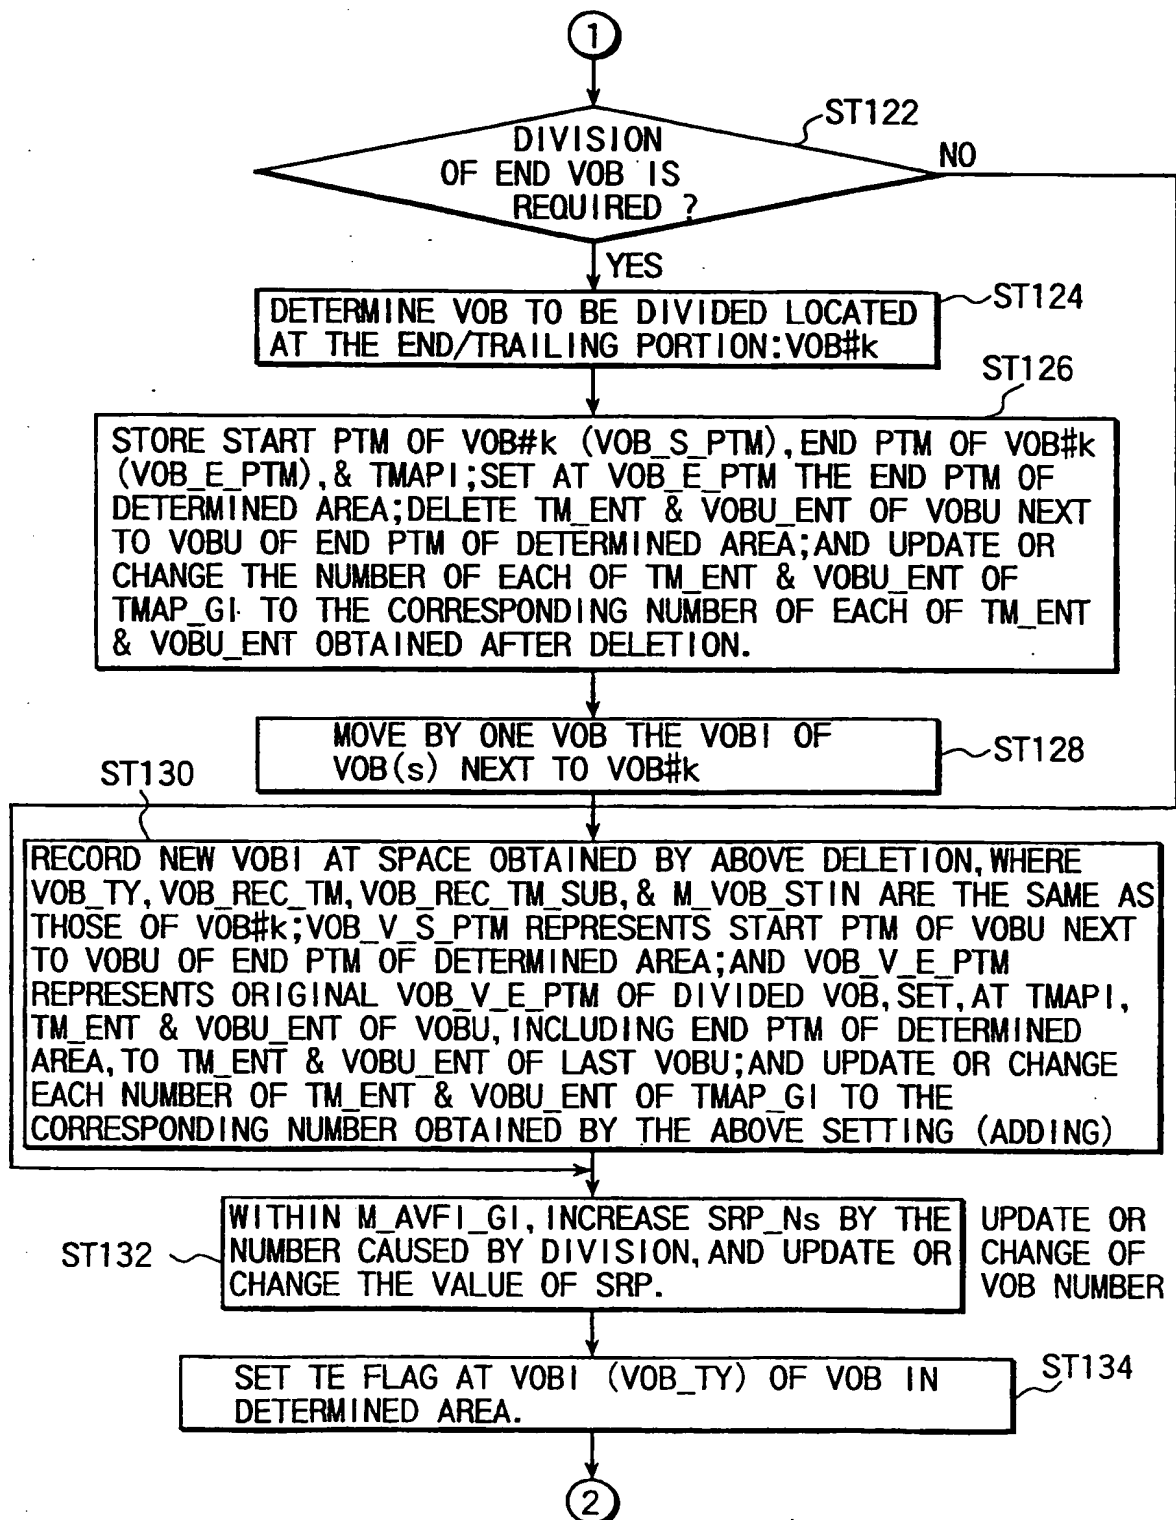 1
ST122
DIVISION
OF END VOB IS
REQUIRED ?
NO
YES
ST124
DETERMINE VOB TO BE DIVIDED LOCATED
AT THE END/TRAILING PORTION:VOB#k
ST126
STORE START PTM OF VOB#k (VOB_S_PTM),END PTM OF VOB#k
(VOB_E_PTM),& TMAPI;SET AT VOB_E_PTM THE END PTM OF
DETERMINED AREA;DELETE TM_ENT & VOBU_ENT OF VOBU NEXT
TO VOBU OF END PTM OF DETERMINED AREA;AND UPDATE OR
CHANGE THE NUMBER OF EACH OF TM_ENT & VOBU_ENT OF
TMAP_GI TO THE CORRESPONDING NUMBER OF EACH OF TM_ENT
& VOBU_ENT OBTAINED AFTER DELETION.
MOVE BY ONE VOB THE VOBI OF
VOB(s) NEXT TO VOB#k
ST128
ST130
RECORD NEW VOBI AT SPACE OBTAINED BY ABOVE DELETION,WHERE
VOB_TY,VOB_REC_TM,VOB_REC_TM_SUB,& M_VOB_STIN ARE THE SAME AS
THOSE OF VOB#k;VOB_V_S_PTM REPRESENTS START PTM OF VOBU NEXT
TO VOBU OF END PTM OF DETERMINED AREA;AND VOB_V_E_PTM
REPRESENTS ORIGINAL VOB_V_E_PTM OF DIVIDED VOB,SET,AT TMAPI,
TM_ENT & VOBU_ENT OF VOBU,INCLUDING END PTM OF DETERMINED
AREA,TO TM_ENT & VOBU_ENT OF LAST VOBU;AND UPDATE OR CHANGE
EACH NUMBER OF TM_ENT & VOBU_ENT OF TMAP_GI TO THE
CORRESPONDING NUMBER OBTAINED BY THE ABOVE SETTING (ADDING)
WITHIN M_AVFI_GI,INCREASE SRP_Ns BY THE
NUMBER CAUSED BY DIVISION,AND UPDATE OR
CHANGE THE VALUE OF SRP.
ST132
UPDATE OR
CHANGE OF
VOB NUMBER
SET TE FLAG AT VOBI (VOB_TY) OF VOB IN
DETERMINED AREA.
ST134
2